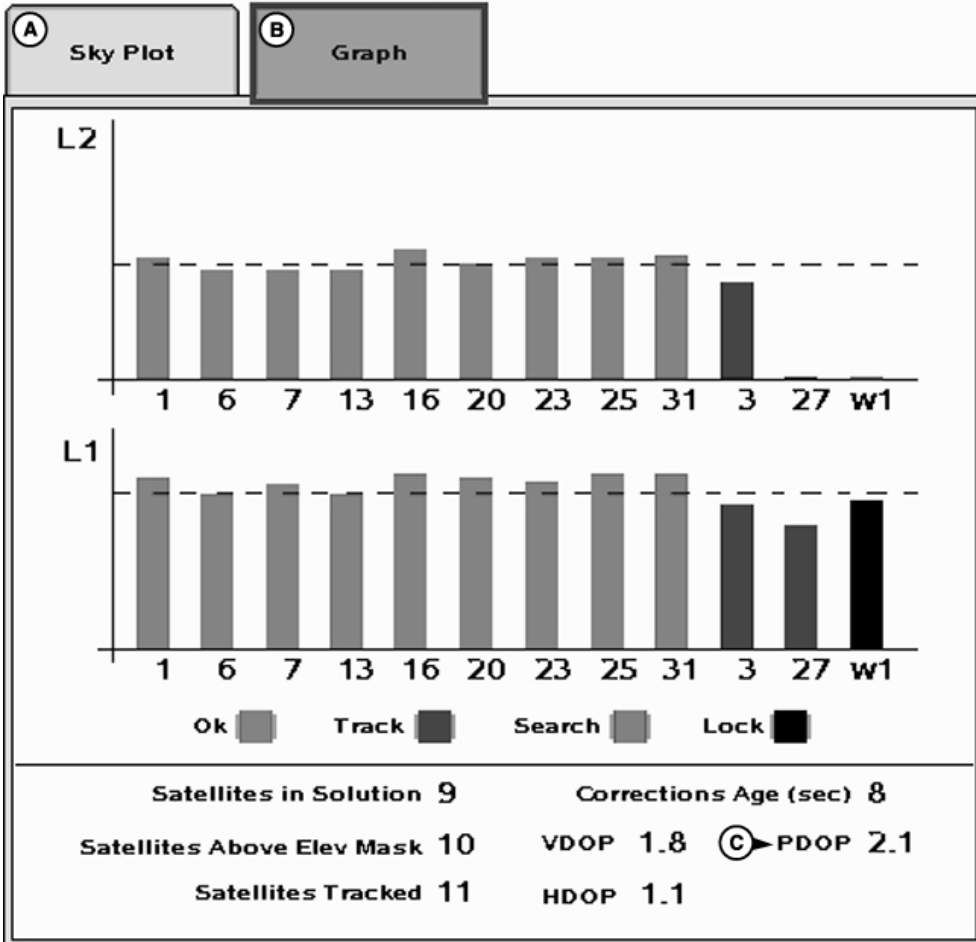 A
Sky Plot
B
Graph
L2
1 6 7 13 16 20 23 25 31 3 27 W1
L1
1 6 7 13 16 20 23 25 31 3 27 W1
Ok Track Search Lock
Satellites in Solution 9 Corrections Age (sec) 8
Satellites Above Elev Mask 10 VDOP 1.8 C PDOP 2.1
Satellites Tracked 11 HDOP 1.1